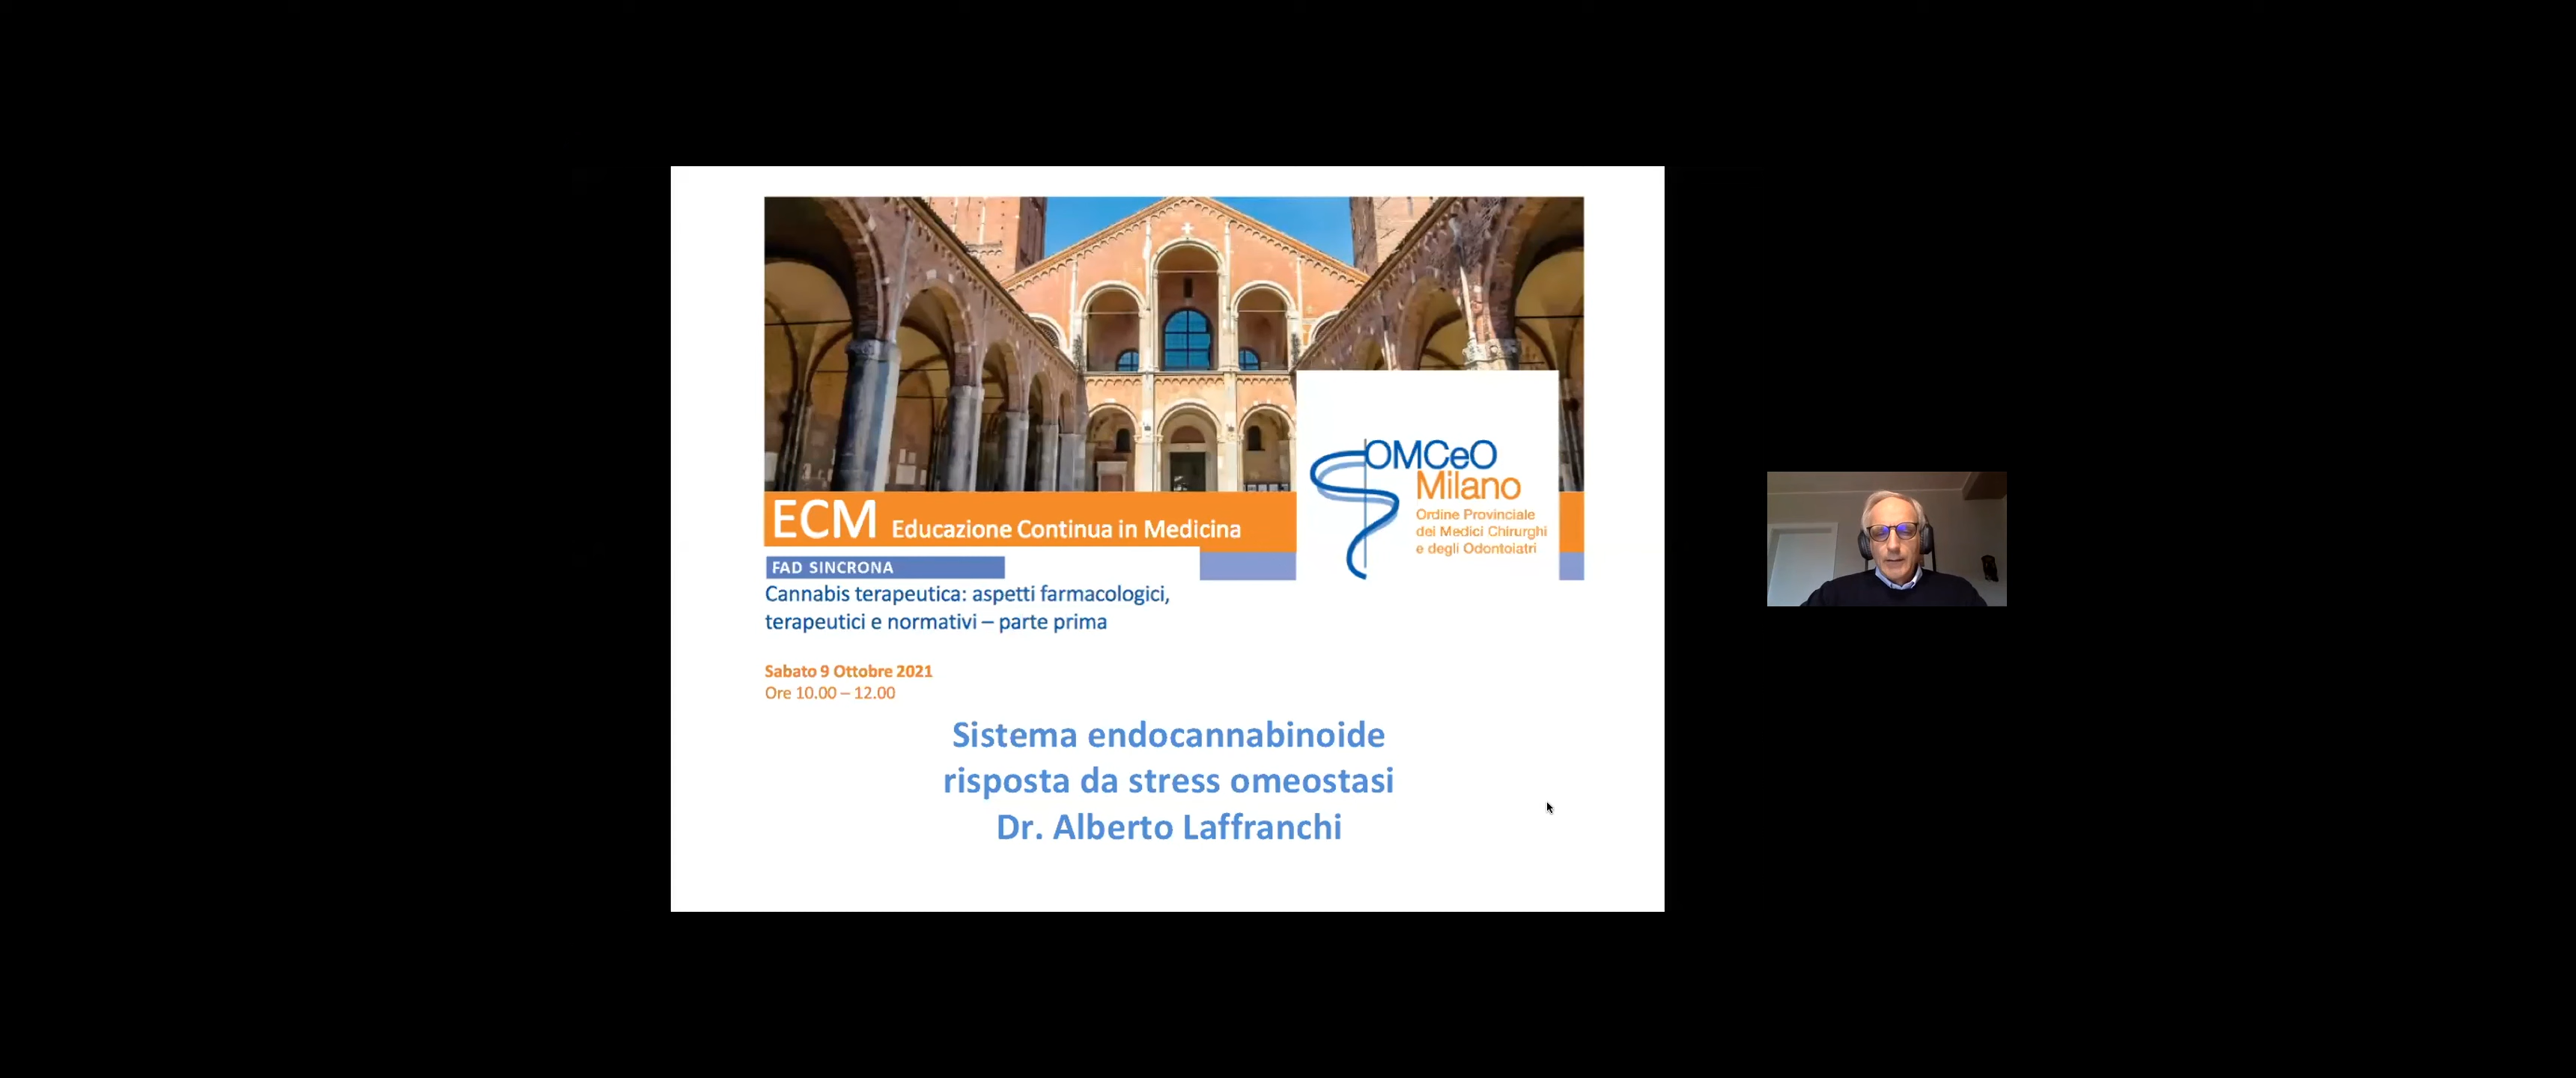 OMCeO
Milano
Ordine Provinciale
dei Medici Chirurghi
e degli Odontoiatri
ECM Educazione Continua in Medicina
FAD SINCRONA
Cannabis terapeutica: aspetti farmacologici,
terapeutici e normativi – parte prima
Sabato 9 Ottobre 2021
Ore 10.00 – 12.00
Sistema endocannabinoide
risposta da stress omeostasi
Dr. Alberto Laffranchi